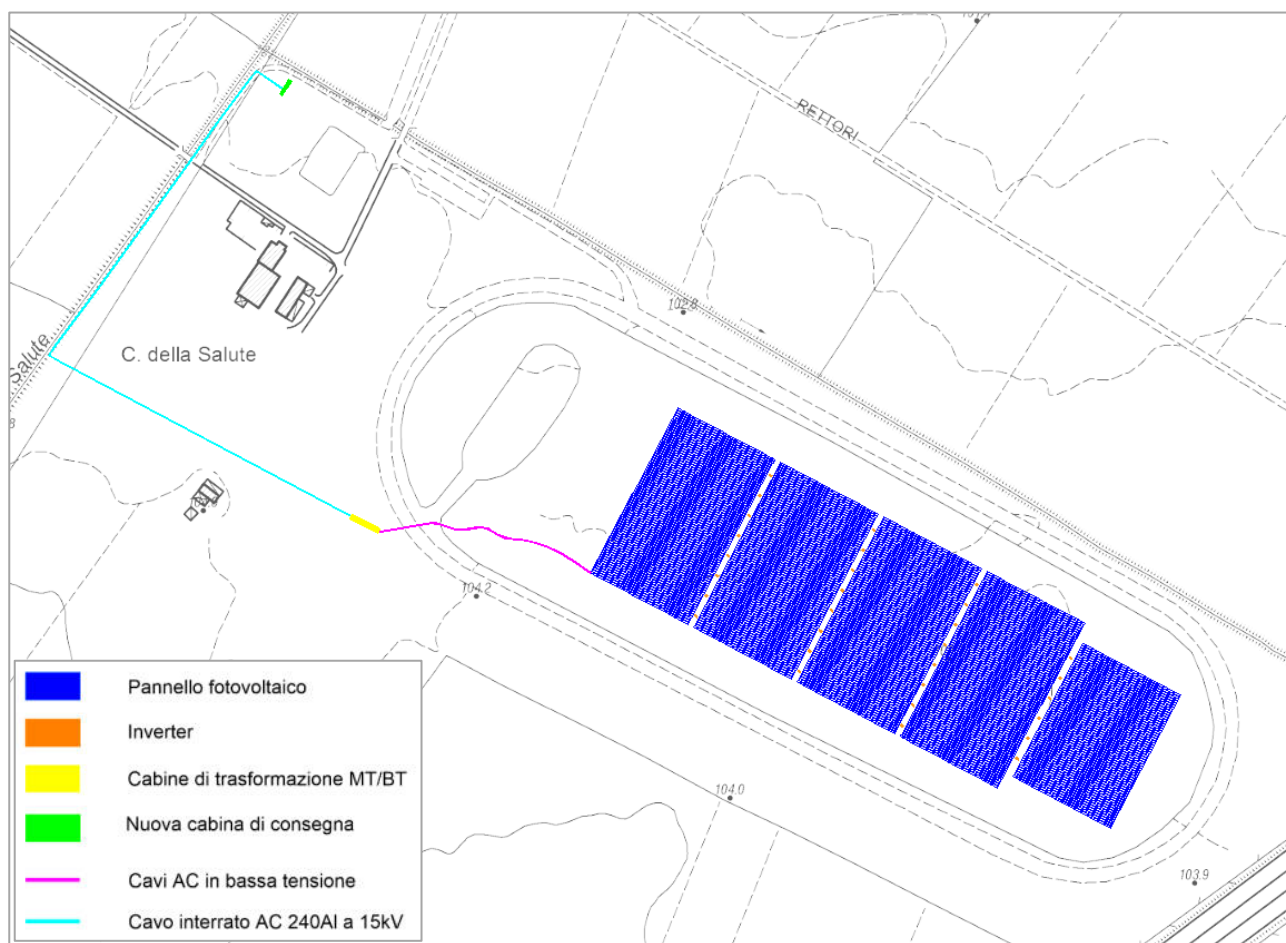 RETTORI
102.8
Salute
C. della Salute
8
104.2
104.0
103.9
Pannello fotovoltaico
Inverter
Cabine di trasformazione MT/BT
Nuova cabina di consegna
Cavi AC in bassa tensione
Cavo interrato AC 240Al a 15kV